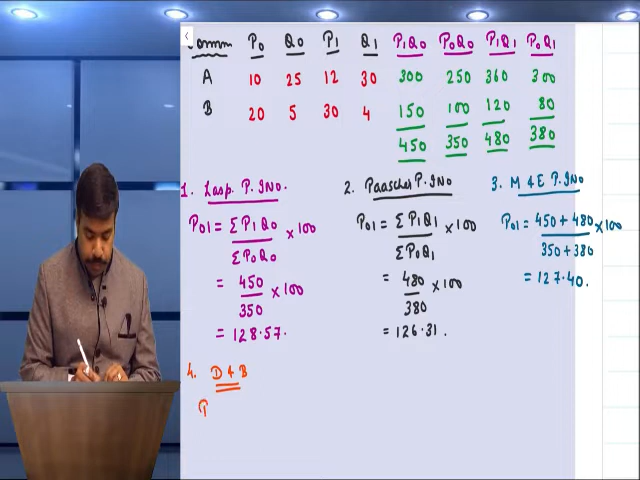 Comm P0 Q0 P1 Q1 P1Q0 P0Q0 P1Q1 P0Q1
A 10 25 12 30 300 250 360 300
B 20 5 30 4 150 100 120 80
450 350 480 380
1. Lasp. P. INo.
P01 = ΣP1Q0 × 100
ΣP0Q0
= 450 × 100
350
= 128.57.
2. Paasches P. INo
P01 = ΣP1Q1 × 100
ΣP0Q1
= 480 × 100
380
= 126.31.
3. M & E P. INo
P01 = 450 + 480 × 100
350 + 380
= 127.40.
4. D & B
P